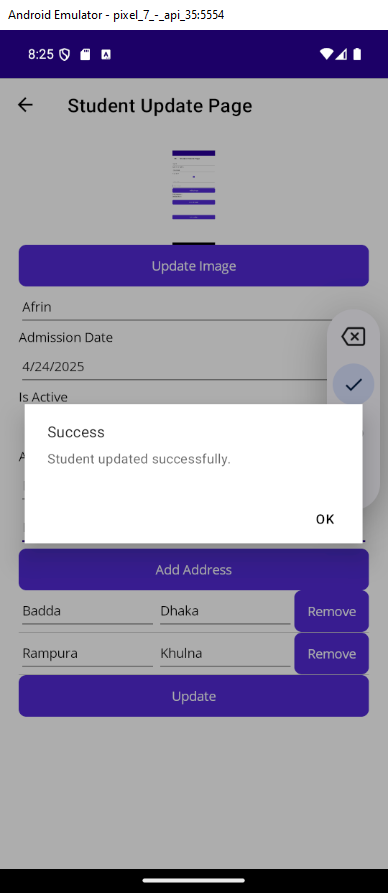 Android Emulator - pixel_7_-_api_35:5554
8:25
Student Update Page
Update Image
Afrin
Admission Date
4/24/2025
Is Active
Success
Student updated successfully.
OK
Add Address
Badda Dhaka Remove
Rampura Khulna Remove
Update